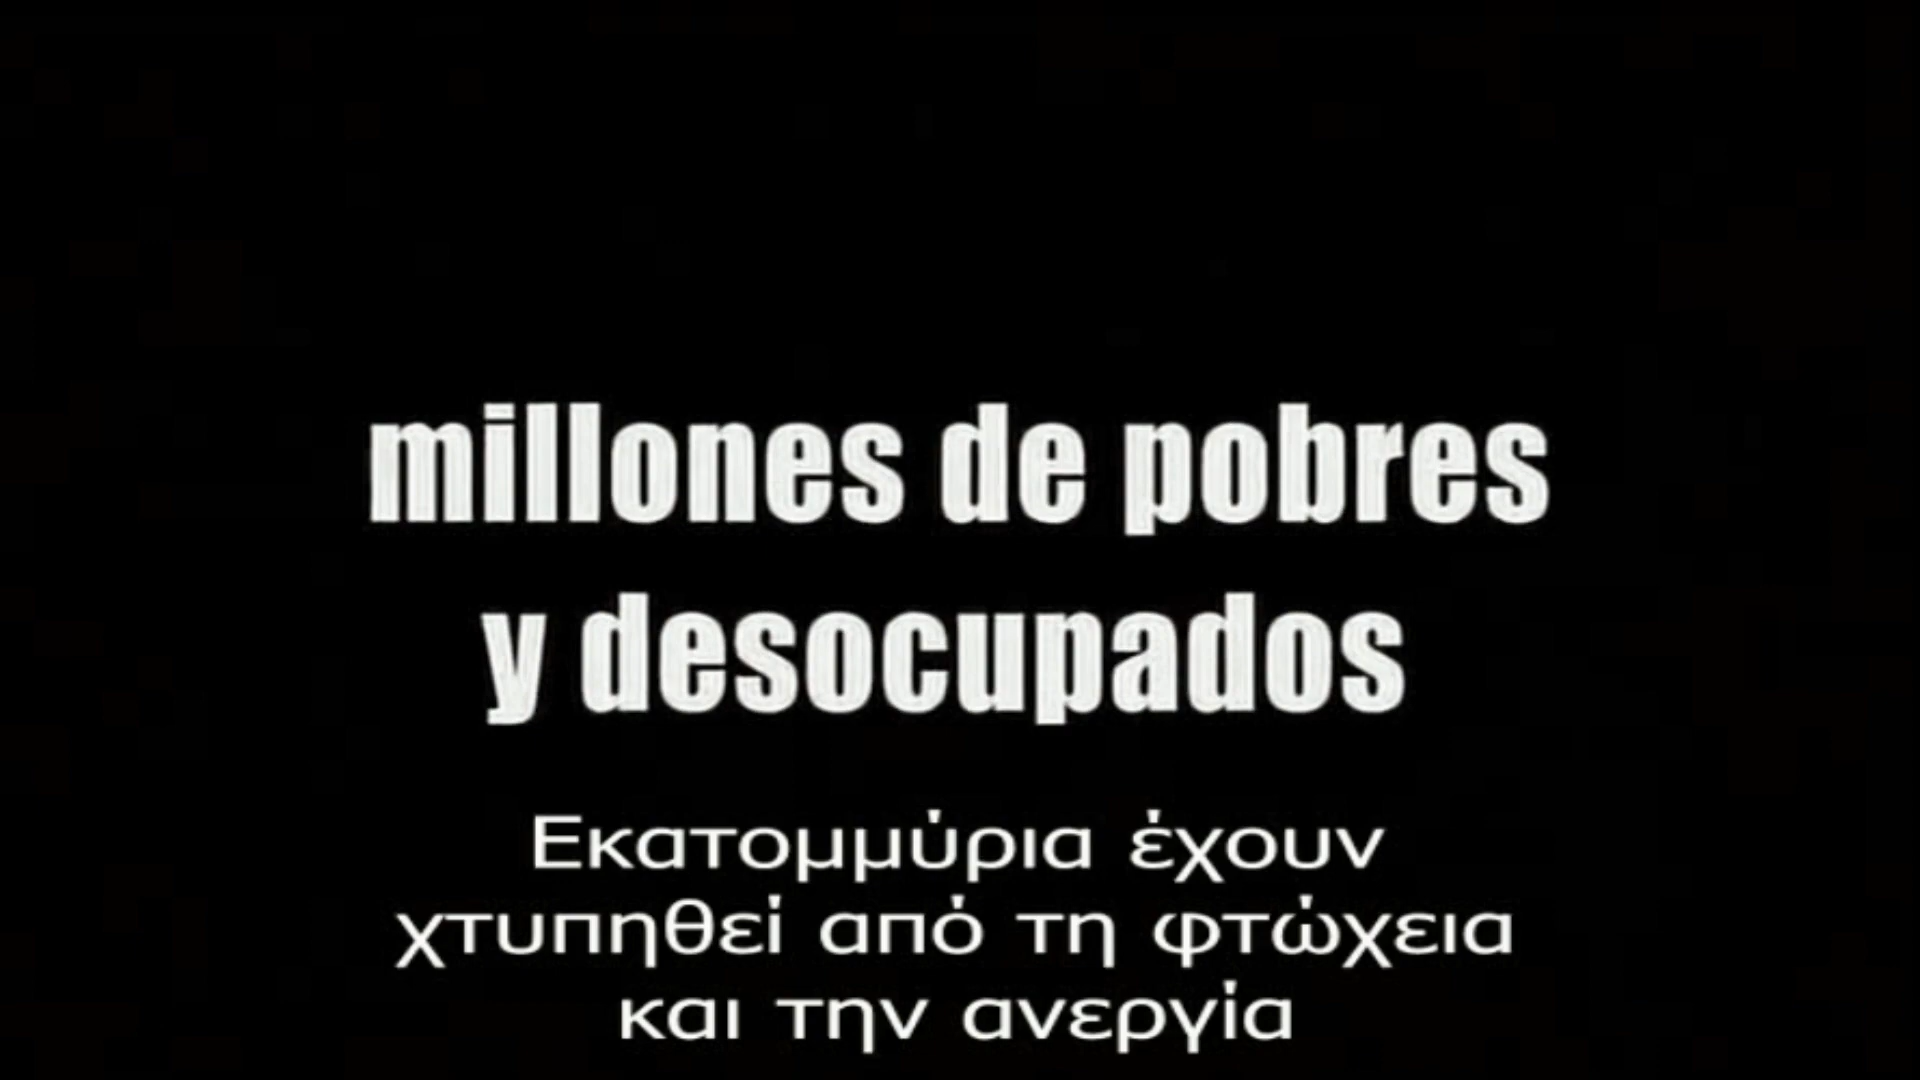 millones de pobres
y desocupados
Εκατομμύρια έχουν
χτυπηθεί από τη φτώχεια
και την ανεργία